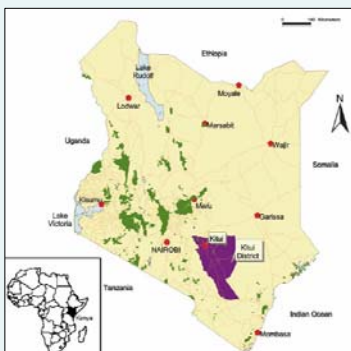 Ethiopia
Lake
Rudolf
Moyale
N
Lodwar
Marsabit
Uganda
Wajir
Somalia
Kisumu
Meru
Garissa
Lake
Victoria
Kitui
NAIROBI
Kitui
District
Tanzania
Kenya
Indian Ocean
Mombasa